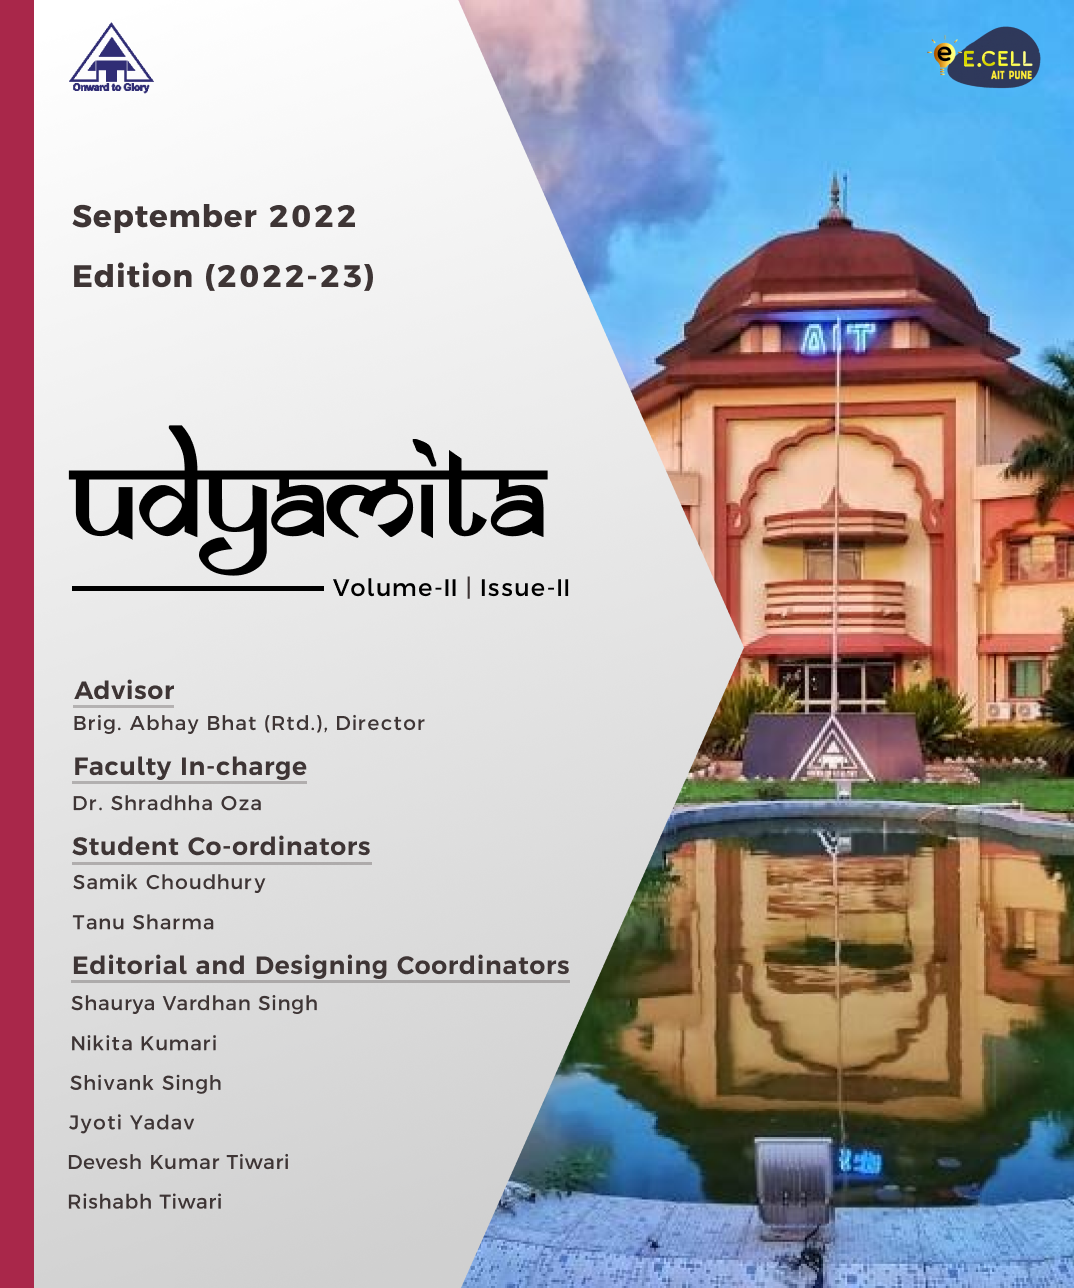 Onward to Glory
E.CELL
AIT PUNE
September 2022
Edition (2022-23)
AIT
udyamita
Volume-II | Issue-II
Advisor
Brig. Abhay Bhat (Rtd.), Director
Faculty In-charge
Dr. Shradhha Oza
Student Co-ordinators
Samik Choudhury
Tanu Sharma
Editorial and Designing Coordinators
Shaurya Vardhan Singh
Nikita Kumari
Shivank Singh
Jyoti Yadav
Devesh Kumar Tiwari
Rishabh Tiwari